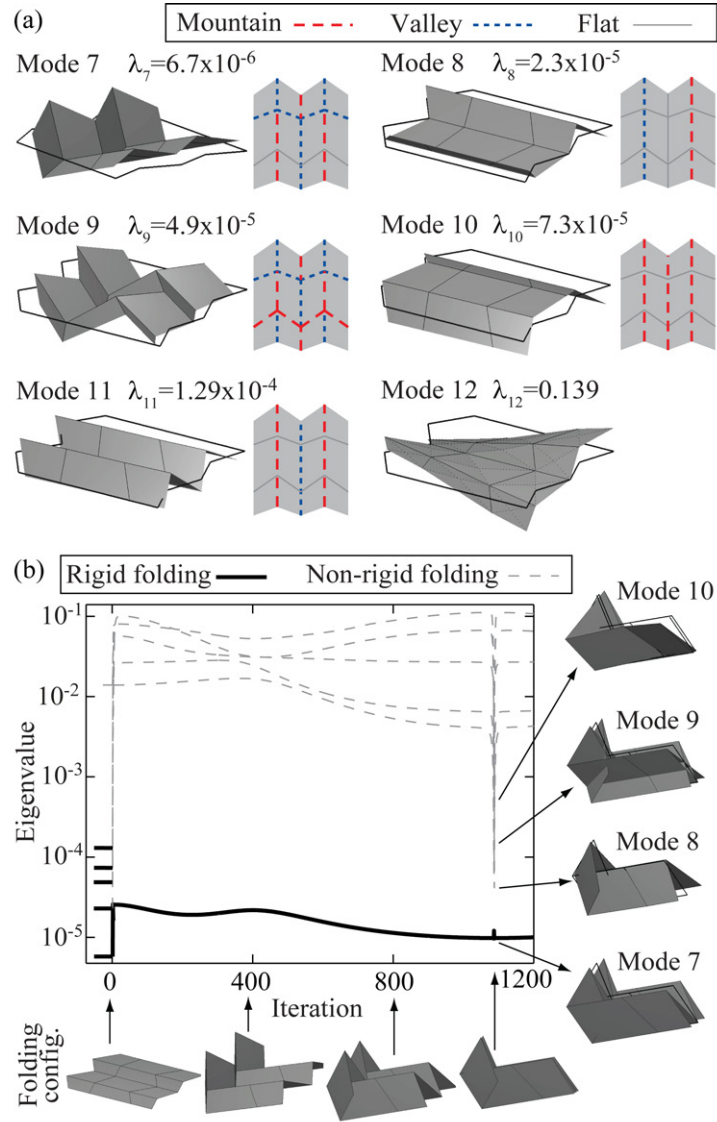 (a)
Mountain Valley Flat
Mode 7 λ₇=6.7x10⁻⁶
Mode 8 λ₈=2.3x10⁻⁵
Mode 9 λ₉=4.9x10⁻⁵
Mode 10 λ₁₀=7.3x10⁻⁵
Mode 11 λ₁₁=1.29x10⁻⁴
Mode 12 λ₁₂=0.139
(b)
Rigid folding Non-rigid folding
Mode 10
Mode 9
Mode 8
Mode 7
Eigenvalue
10⁻¹
10⁻²
10⁻³
10⁻⁴
10⁻⁵
0 400 800 1200
Iteration
Folding
config.